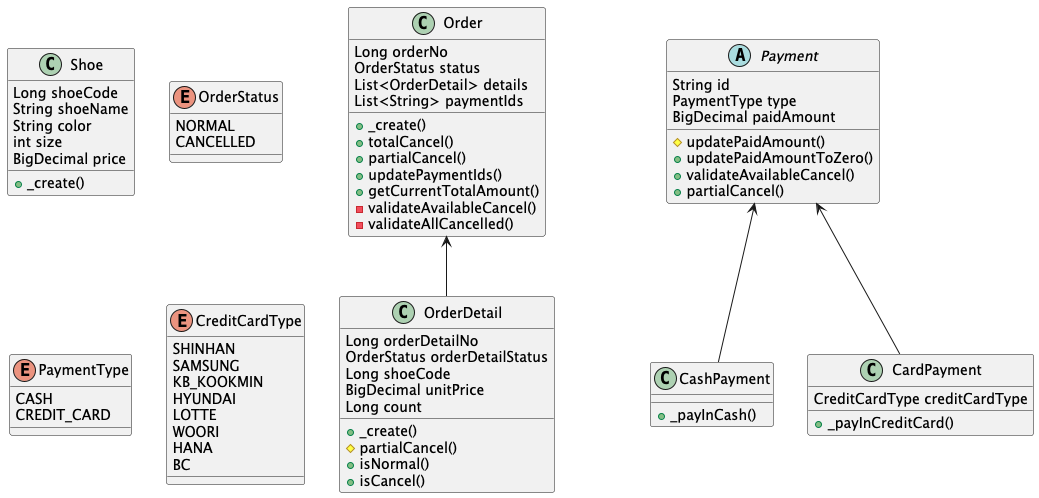 C Shoe
Long shoeCode
String shoeName
String color
int size
BigDecimal price
_create()
E OrderStatus
NORMAL
CANCELLED
C Order
Long orderNo
OrderStatus status
List<OrderDetail> details
List<String> paymentIds
_create()
totalCancel()
partialCancel()
updatePaymentIds()
getCurrentTotalAmount()
validateAvailableCancel()
validateAllCancelled()
A Payment
String id
PaymentType type
BigDecimal paidAmount
updatePaidAmount()
updatePaidAmountToZero()
validateAvailableCancel()
partialCancel()
E PaymentType
CASH
CREDIT_CARD
E CreditCardType
SHINHAN
SAMSUNG
KB_KOOKMIN
HYUNDAI
LOTTE
WOORI
HANA
BC
C OrderDetail
Long orderDetailNo
OrderStatus orderDetailStatus
Long shoeCode
BigDecimal unitPrice
Long count
_create()
partialCancel()
isNormal()
isCancel()
C CashPayment
_payInCash()
C CardPayment
CreditCardType creditCardType
_payInCreditCard()